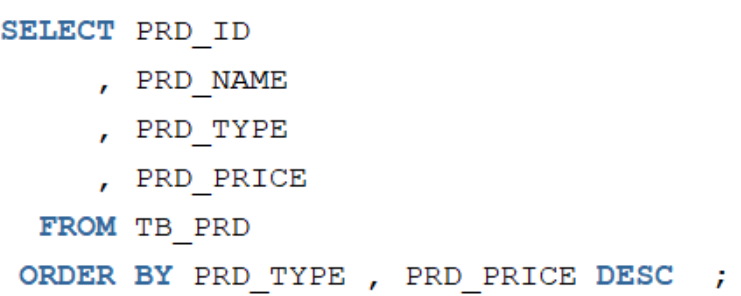 SELECT PRD_ID
, PRD_NAME
, PRD_TYPE
, PRD_PRICE
FROM TB_PRD
ORDER BY PRD_TYPE , PRD_PRICE DESC ;